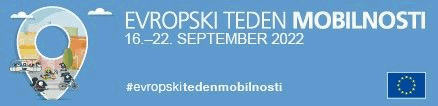 EVROPSKI TEDEN MOBILNOSTI
16.–22. SEPTEMBER 2022
#evropskitedenmobilnosti